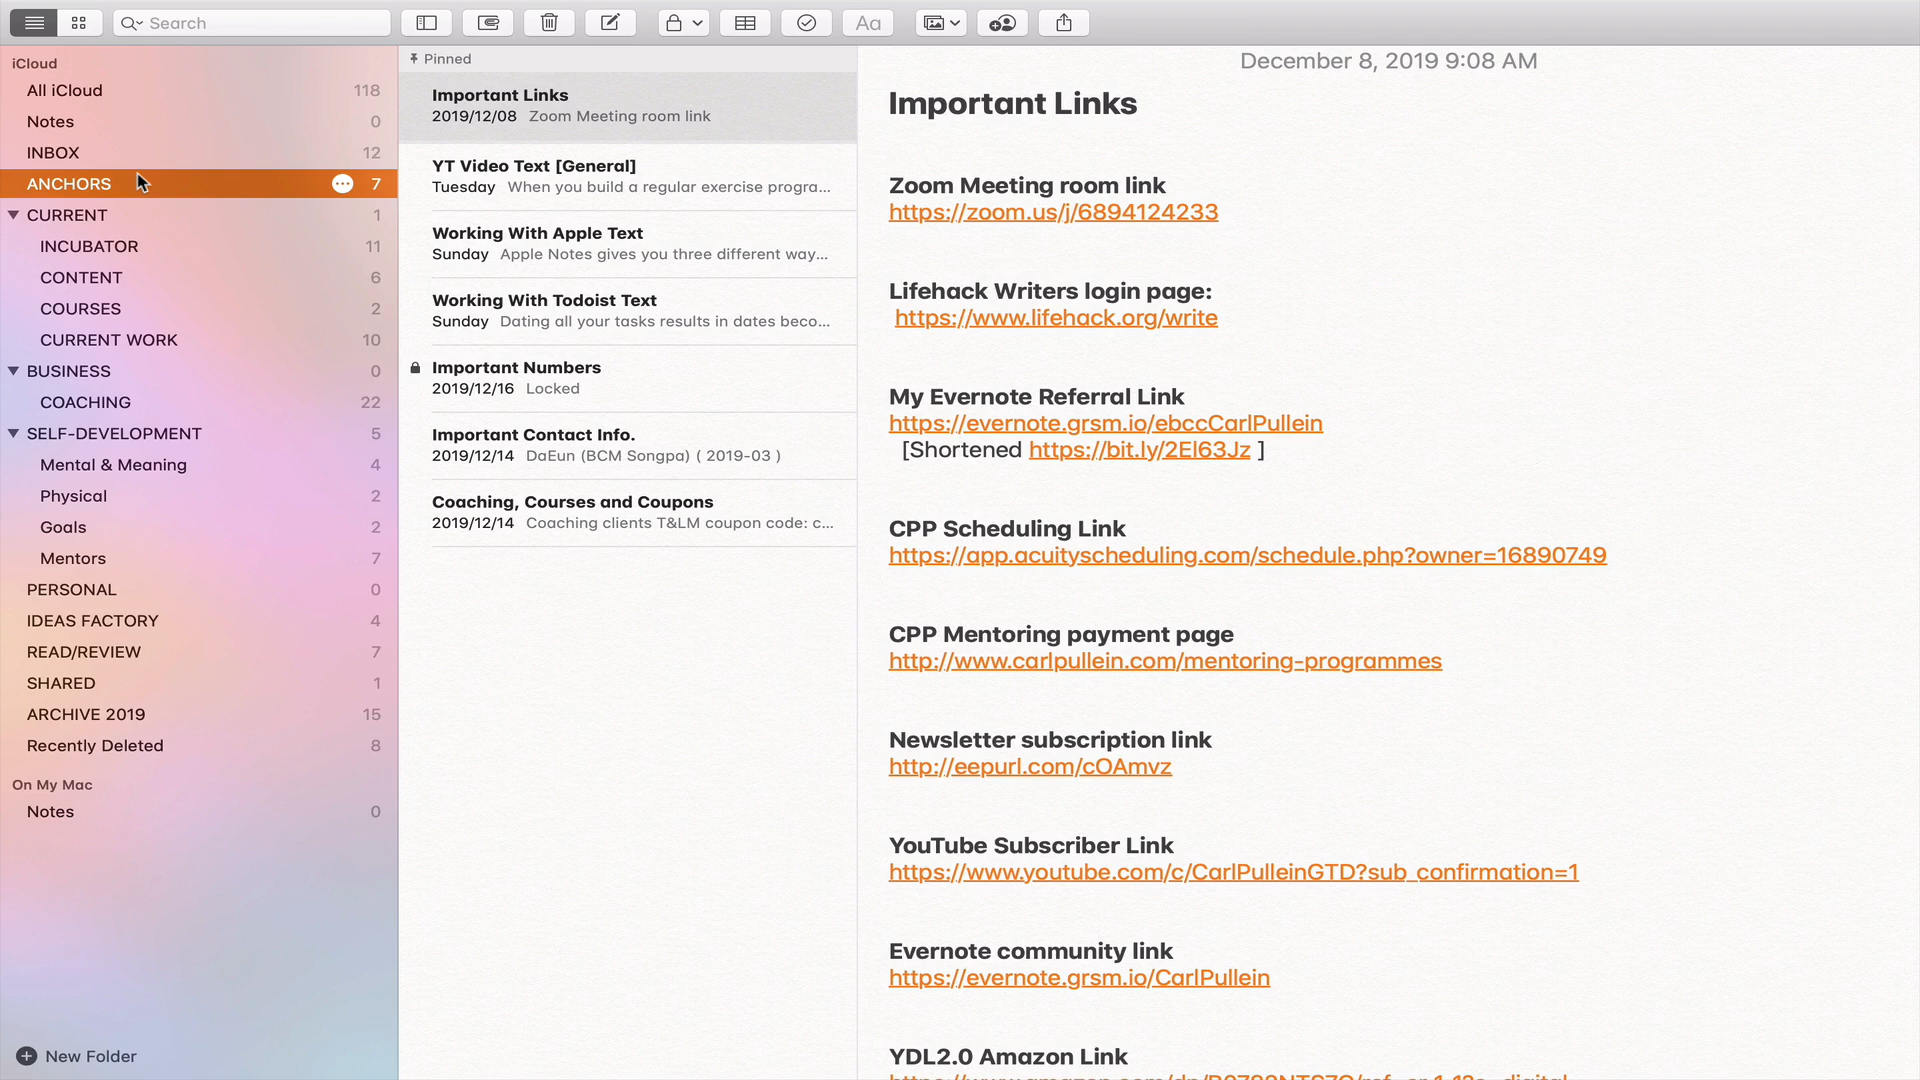 Search
Aa
iCloud
All iCloud 118
Notes 0
INBOX 12
ANCHORS 7
CURRENT 1
INCUBATOR 11
CONTENT 6
COURSES 2
CURRENT WORK 10
BUSINESS 0
COACHING 22
SELF-DEVELOPMENT 5
Mental & Meaning 4
Physical 2
Goals 2
Mentors 7
PERSONAL 0
IDEAS FACTORY 4
READ/REVIEW 7
SHARED 1
ARCHIVE 2019 15
Recently Deleted 8
On My Mac
Notes 0
New Folder
Pinned
Important Links
2019/12/08 Zoom Meeting room link
YT Video Text [General]
Tuesday When you build a regular exercise progra...
Working With Apple Text
Sunday Apple Notes gives you three different way...
Working With Todoist Text
Sunday Dating all your tasks results in dates beco...
Important Numbers
2019/12/16 Locked
Important Contact Info.
2019/12/14 DaEun (BCM Songpa) ( 2019-03 )
Coaching, Courses and Coupons
2019/12/14 Coaching clients T&LM coupon code: c...
December 8, 2019 9:08 AM
Important Links
Zoom Meeting room link
https://zoom.us/j/6894124233
Lifehack Writers login page:
https://www.lifehack.org/write
My Evernote Referral Link
https://evernote.grsm.io/ebccCarlPullein
[Shortened https://bit.ly/2El63Jz ]
CPP Scheduling Link
https://app.acuityscheduling.com/schedule.php?owner=16890749
CPP Mentoring payment page
http://www.carlpullein.com/mentoring-programmes
Newsletter subscription link
http://eepurl.com/cOAmvz
YouTube Subscriber Link
https://www.youtube.com/c/CarlPulleinGTD?sub_confirmation=1
Evernote community link
https://evernote.grsm.io/CarlPullein
YDL2.0 Amazon Link